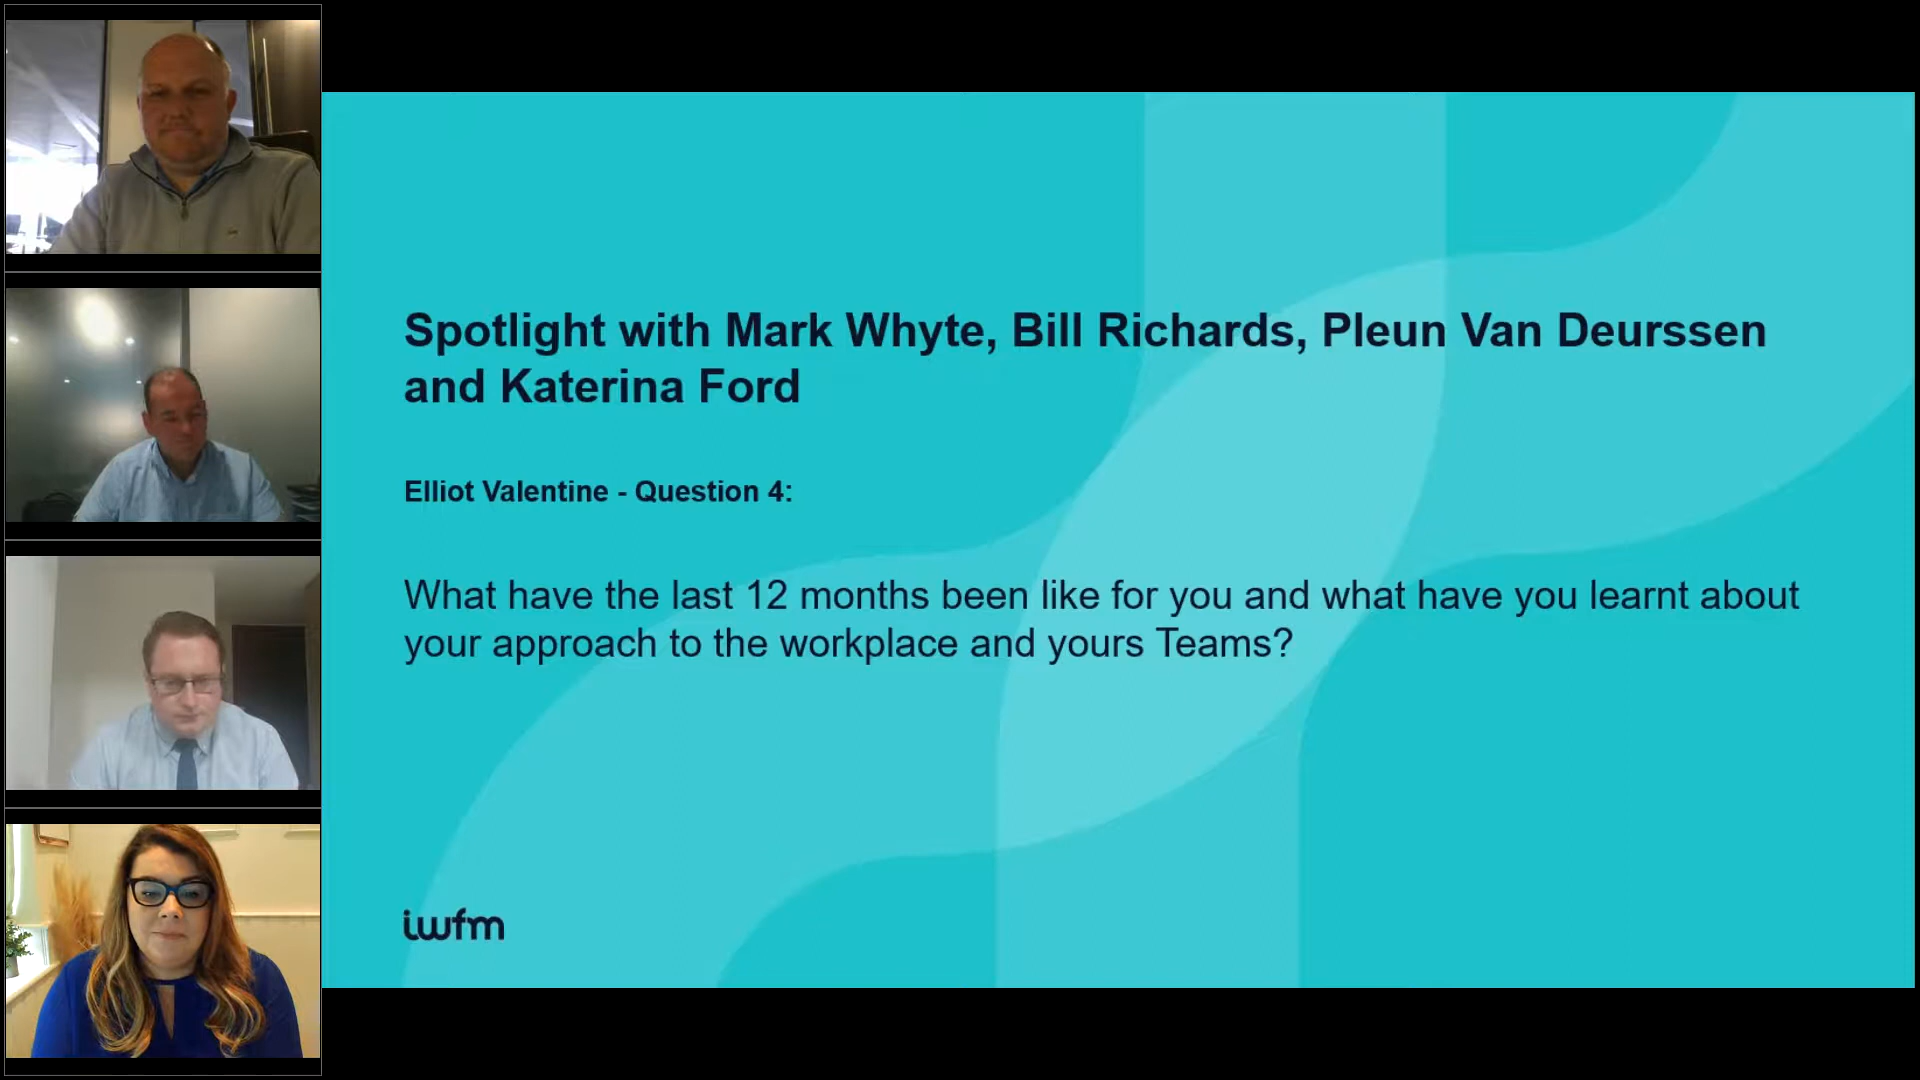 Spotlight with Mark Whyte, Bill Richards, Pleun Van Deurssen
and Katerina Ford
Elliot Valentine - Question 4:
What have the last 12 months been like for you and what have you learnt about
your approach to the workplace and yours Teams?
iwfm